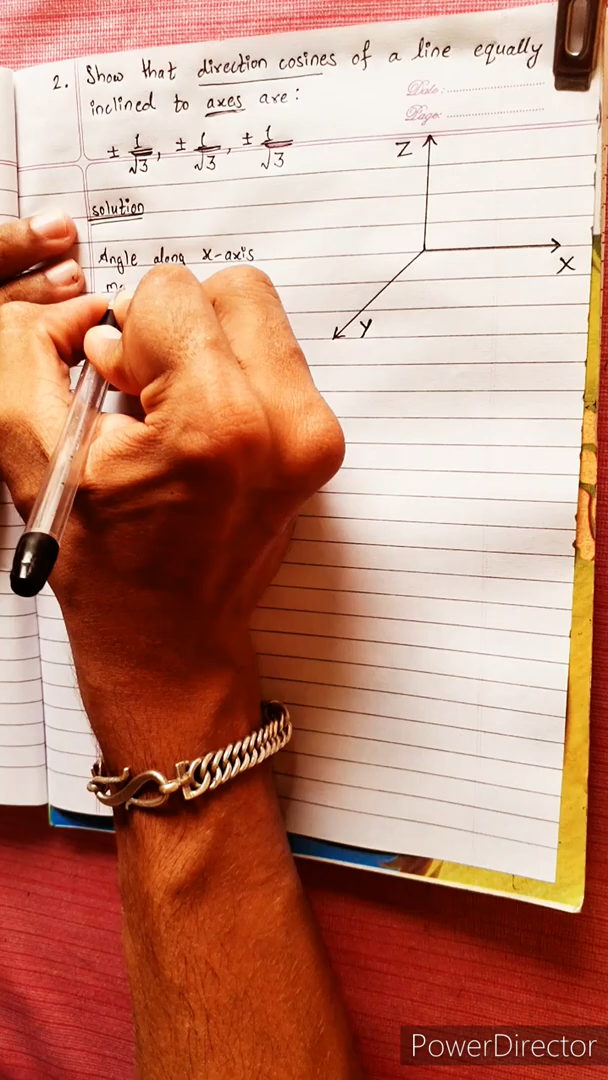 2. Show that direction cosines of a line equally
inclined to axes are:
Date:
Page:
± 1/√3, ± 1/√3, ± 1/√3
solution
Angle along x-axis
Z
X
Y
PowerDirector